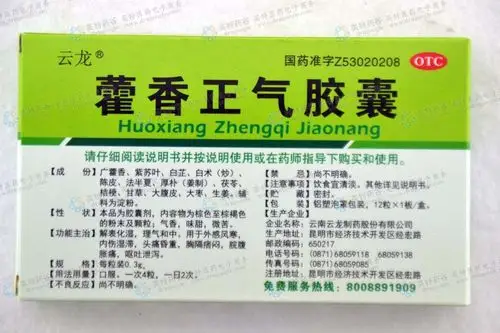 云龙®
国药准字Z53020208
OTC
藿香正气胶囊
Huoxiang Zhengqi Jiaonang
请仔细阅读说明书并按说明使用或在药师指导下购买和使用。
【成 份】广藿香、紫苏叶、白芷、白术(炒)、
陈皮、法半夏、厚朴(姜制)、茯苓、
桔梗、甘草、大腹皮、大枣、生姜、辅
料为淀粉。
【性 状】本品为胶囊剂,内容物为棕色至棕褐色
的粉末及颗粒;气香,味甜、微苦。
【功能主治】解表化湿,理气和中,用于外感风寒,
内伤湿滞,头痛昏重,胸膈痞闷,脘腹
胀痛,呕吐泄泻。
【规 格】每粒装0.3g。
【用法用量】口服,一次4粒,一日2次。
【不良反应】尚不明确。
【禁 忌】尚不明确。
【注意事项】饮食宜清淡。其他详见说明书。
【贮 藏】密封。
【包 装】铝塑泡罩包装,12粒×1板/盒。
【生产企业】
企业名称:云南云龙制药股份有限公司
生产地址:昆明市经济技术开发区经宏路
邮政编码:650217
电话号码:(0871)68059118 68059138
传真号码:(0871)68059085
注册地址:昆明市经济技术开发区经宏路
免费服务热线:8008891909